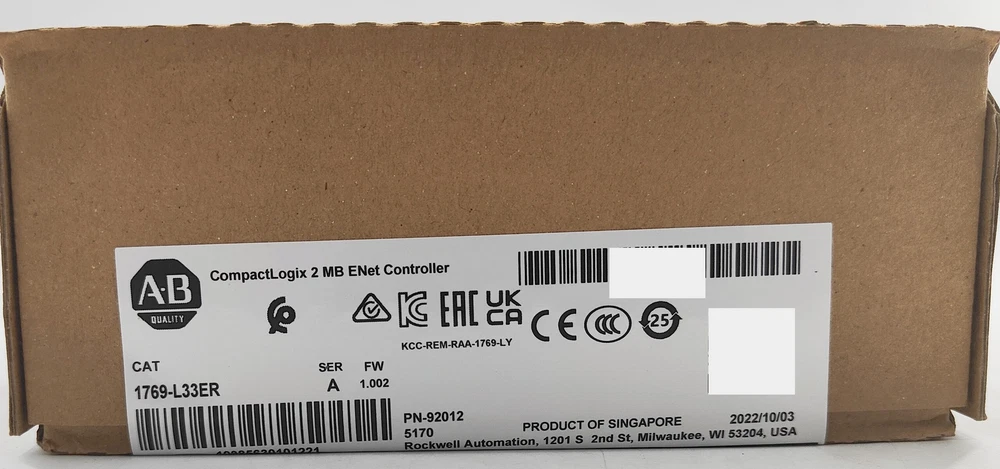 A·B
QUALITY
CompactLogix 2 MB ENet Controller
EAC
UK
CA
CE
CCC
25
KCC-REM-RAA-1769-LY
CAT
SER FW
1769-L33ER A 1.002
PN-92012
5170
PRODUCT OF SINGAPORE 2022/10/03
Rockwell Automation, 1201 S 2nd St, Milwaukee, WI 53204, USA